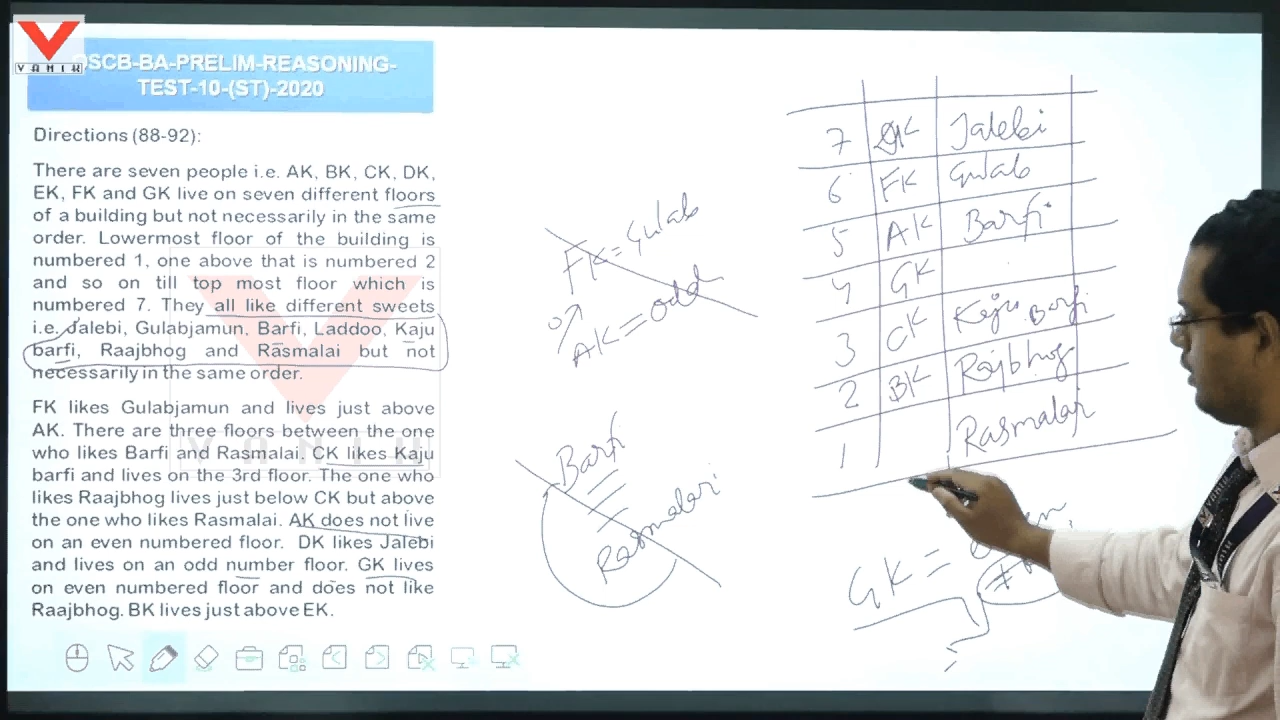 VANIK
OSCB-BA-PRELIM-REASONING-
TEST-10-(ST)-2020
Directions (88-92):
There are seven people i.e. AK, BK, CK, DK,
EK, FK and GK live on seven different floors
of a building but not necessarily in the same
order. Lowermost floor of the building is
numbered 1, one above that is numbered 2
and so on till top most floor which is
numbered 7. They all like different sweets
i.e. Jalebi, Gulabjamun, Barfi, Laddoo, Kaju
barfi, Raajbhog and Rasmalai but not
necessarily in the same order.
FK likes Gulabjamun and lives just above
AK. There are three floors between the one
who likes Barfi and Rasmalai. CK likes Kaju
barfi and lives on the 3rd floor. The one who
likes Raajbhog lives just below CK but above
the one who likes Rasmalai. AK does not live
on an even numbered floor. DK likes Jalebi
and lives on an odd number floor. GK lives
on even numbered floor and does not like
Raajbhog. BK lives just above EK.
VANIK
FK = Gulab
AK = odd
Barfi
Rasmalari
7 DK Jalebi
6 FK Gulab
5 AK Barfi
4 GK
3 CK Keju Barfi
2 BK Rajbhog
1 Rasmalar
GK =